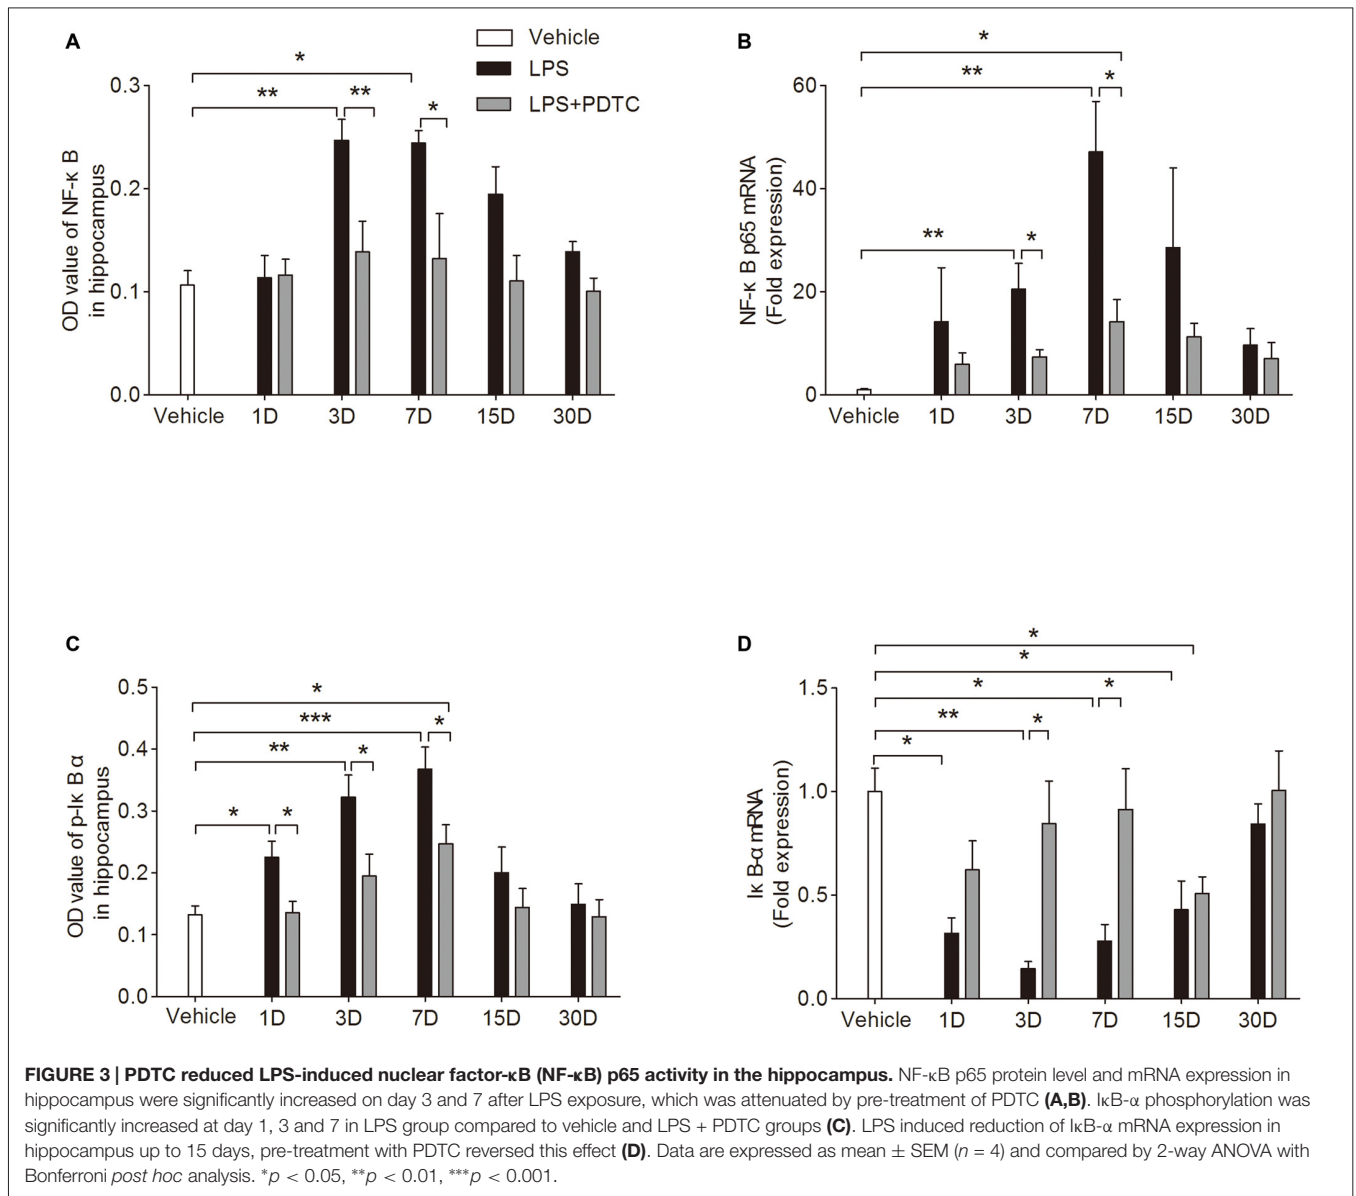 A
Vehicle
LPS
LPS+PDTC
*
**
**
*
OD value of NF-κ B
in hippocampus
0.3
0.2
0.1
0.0
Vehicle
1D
3D
7D
15D
30D
B
*
**
*
**
*
NF-κ B p65 mRNA
(Fold expression)
60
40
20
0
Vehicle
1D
3D
7D
15D
30D
C
*
***
*
**
*
*
*
OD value of p-Iκ B α
in hippocampus
0.5
0.4
0.3
0.2
0.1
0.0
Vehicle
1D
3D
7D
15D
30D
D
*
*
*
*
**
*
*
Iκ B-α mRNA
(Fold expression)
1.5
1.0
0.5
0.0
Vehicle
1D
3D
7D
15D
30D
FIGURE 3 | PDTC reduced LPS-induced nuclear factor-κB (NF-κB) p65 activity in the hippocampus. NF-κB p65 protein level and mRNA expression in
hippocampus were significantly increased on day 3 and 7 after LPS exposure, which was attenuated by pre-treatment of PDTC (A,B). IκB-α phosphorylation was
significantly increased at day 1, 3 and 7 in LPS group compared to vehicle and LPS + PDTC groups (C). LPS induced reduction of IκB-α mRNA expression in
hippocampus up to 15 days, pre-treatment with PDTC reversed this effect (D). Data are expressed as mean ± SEM (n = 4) and compared by 2-way ANOVA with
Bonferroni post hoc analysis. *p < 0.05, **p < 0.01, ***p < 0.001.